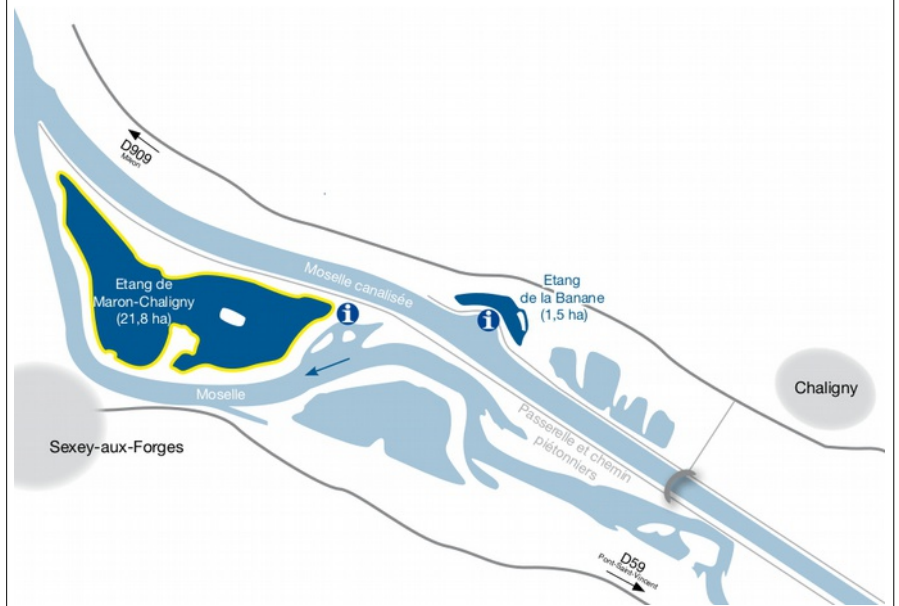 D909
Maron
Moselle canalisée
Etang
de la Banane
(1,5 ha)
Etang de
Maron-Chaligny
(21,8 ha)
i
i
Moselle
Chaligny
Passerelle et chemin
piétonniers
Sexey-aux-Forges
D59
Pont-Saint-Vincent